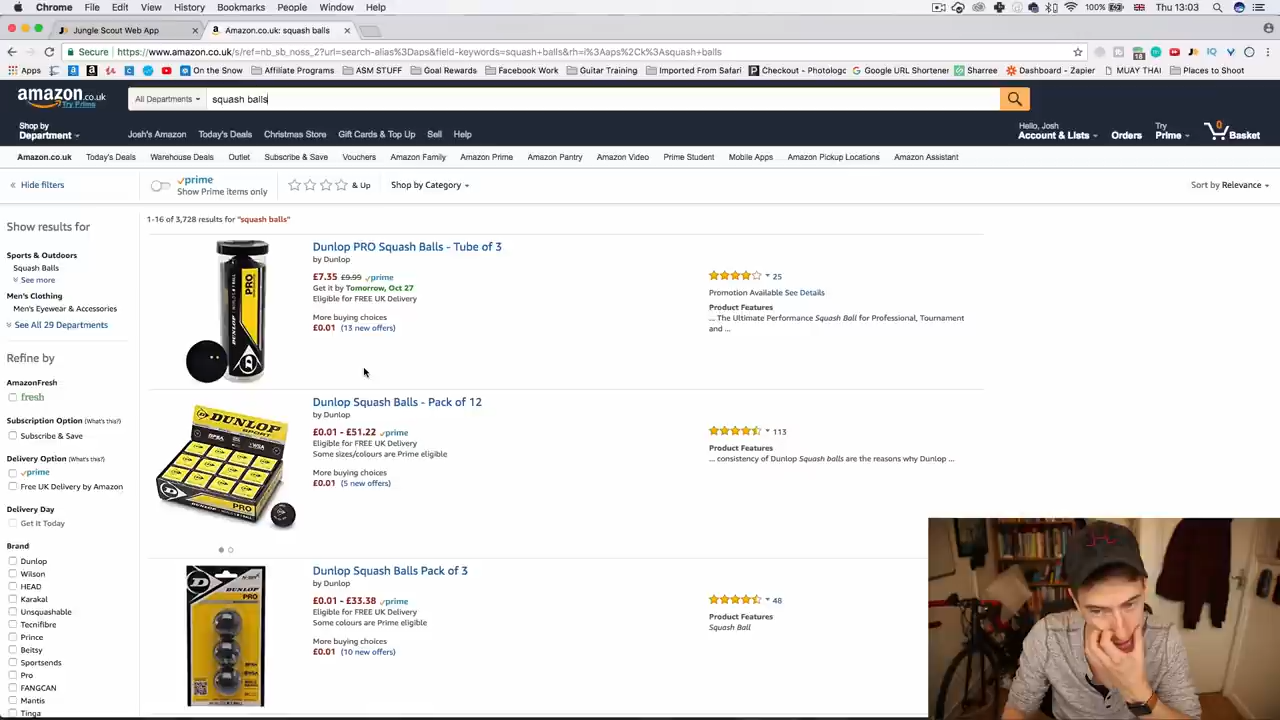 Chrome File Edit View History Bookmarks People Window Help
100% Thu 13:03
Jungle Scout Web App
Amazon.co.uk: squash balls
Secure https://www.amazon.co.uk/s/ref=nb_sb_noss_2?url=search-alias%3Daps&field-keywords=squash+balls&rh=i%3Aaps%2Ck%3Asquash+balls
Apps On the Snow Affiliate Programs ASM STUFF Goal Rewards Facebook Work Guitar Training Imported From Safari Checkout - Photologo Google URL Shortener Sharree Dashboard - Zapier MUAY THAI Places to Shoot
amazon.co.uk
Try Prime
All Departments
squash balls
Shop by
Department
Josh's Amazon Today's Deals Christmas Store Gift Cards & Top Up Sell Help
Hello, Josh
Account & Lists
Orders
Try
Prime
0
Basket
Amazon.co.uk Today's Deals Warehouse Deals Outlet Subscribe & Save Vouchers Amazon Family Amazon Prime Amazon Pantry Amazon Video Prime Student Mobile Apps Amazon Pickup Locations Amazon Assistant
« Hide filters
prime
Show Prime items only
& Up
Shop by Category
Sort by Relevance
1-16 of 3,728 results for "squash balls"
Show results for
Sports & Outdoors
Squash Balls
See more
Men's Clothing
Men's Eyewear & Accessories
See All 29 Departments
Refine by
AmazonFresh
fresh
Subscription Option (What's this?)
Subscribe & Save
Delivery Option (What's this?)
prime
Free UK Delivery by Amazon
Delivery Day
Get It Today
Brand
Dunlop
Wilson
HEAD
Karakal
Unsquashable
Tecnifibre
Prince
Beitsy
Sportsends
Pro
FANGCAN
Mantis
Tinga
Dunlop PRO Squash Balls - Tube of 3
by Dunlop
£7.35 £9.99 prime
Get it by Tomorrow, Oct 27
Eligible for FREE UK Delivery
More buying choices
£0.01 (13 new offers)
25
Promotion Available See Details
Product Features
... The Ultimate Performance Squash Ball for Professional, Tournament
and ...
PRO
DUNLOP
Dunlop Squash Balls - Pack of 12
by Dunlop
£0.01 - £51.22 prime
Eligible for FREE UK Delivery
Some sizes/colours are Prime eligible
More buying choices
£0.01 (5 new offers)
113
Product Features
... consistency of Dunlop Squash balls are the reasons why Dunlop ...
DUNLOP
SPORT
PRO
Dunlop Squash Balls Pack of 3
by Dunlop
£0.01 - £33.38 prime
Eligible for FREE UK Delivery
Some colours are Prime eligible
More buying choices
£0.01 (10 new offers)
48
Product Features
Squash Ball
PRO